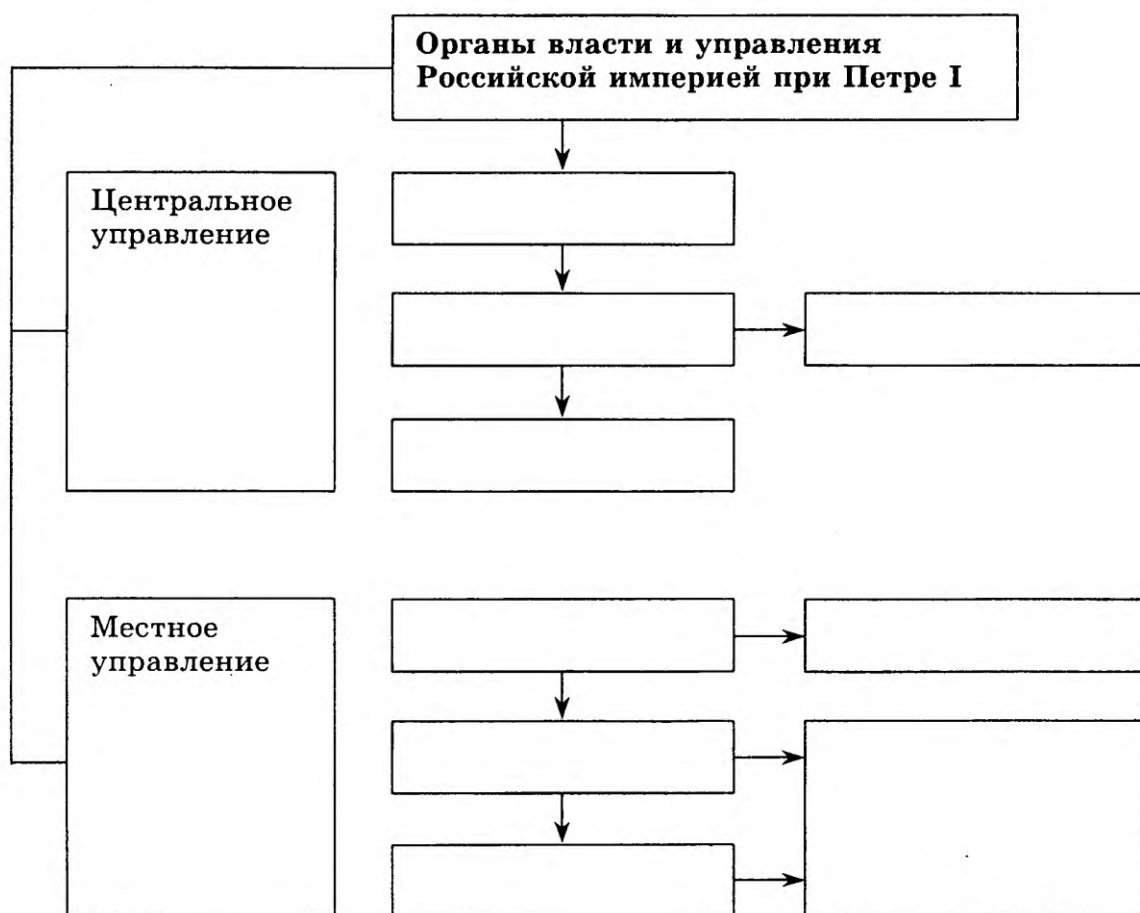 Органы власти и управления
Российской империей при Петре I
Центральное
управление
Местное
управление